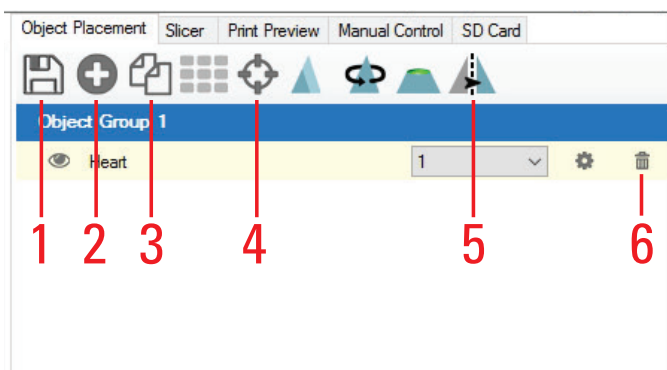 Object Placement Slicer Print Preview Manual Control SD Card
Object Group 1
Heart 1
1 2 3 4 5 6